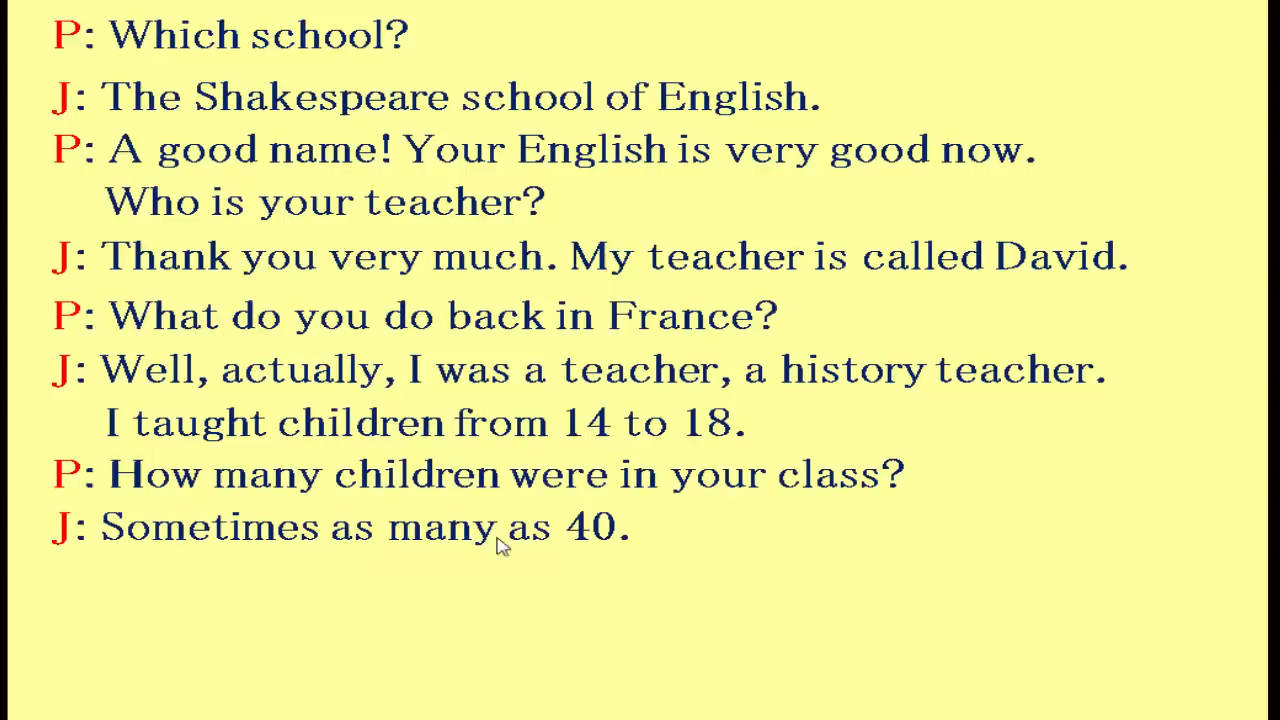 P: Which school?
J: The Shakespeare school of English.
P: A good name! Your English is very good now.
Who is your teacher?
J: Thank you very much. My teacher is called David.
P: What do you do back in France?
J: Well, actually, I was a teacher, a history teacher.
I taught children from 14 to 18.
P: How many children were in your class?
J: Sometimes as many as 40.